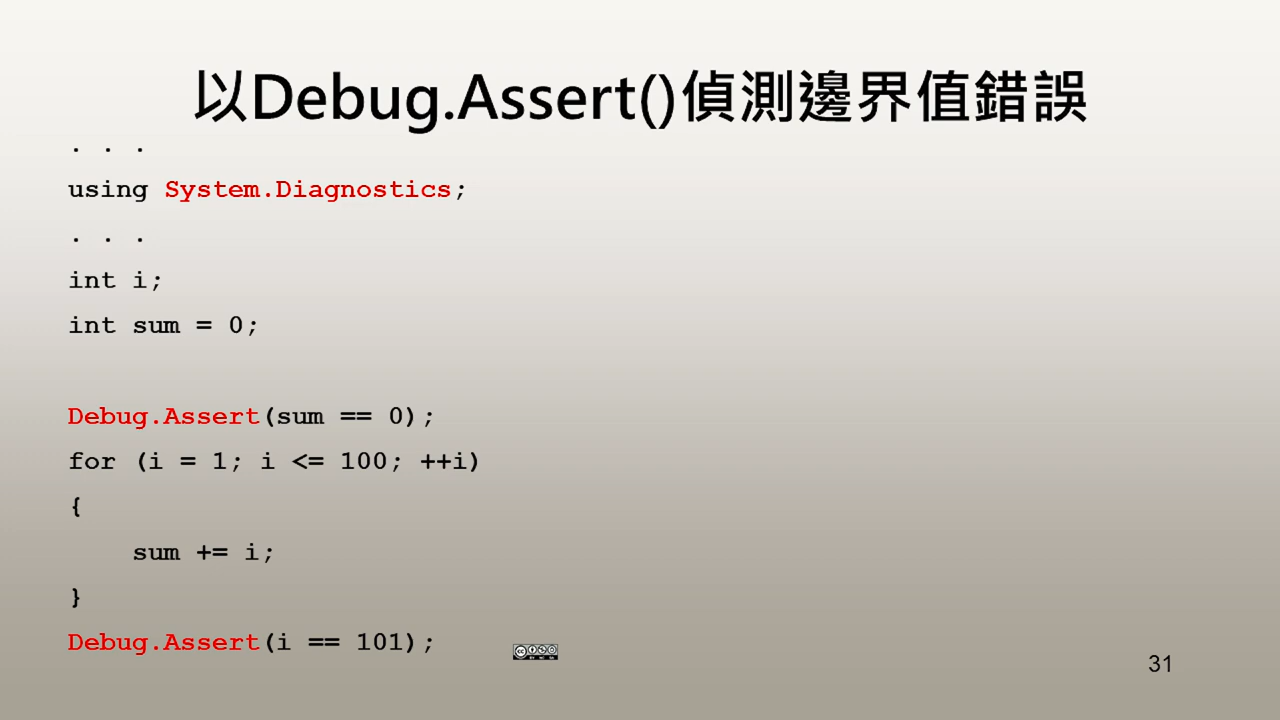 以Debug.Assert()偵測邊界值錯誤
. . .
using System.Diagnostics;
. . .
int i;
int sum = 0;
Debug.Assert(sum == 0);
for (i = 1; i <= 100; ++i)
{
    sum += i;
}
Debug.Assert(i == 101);
31